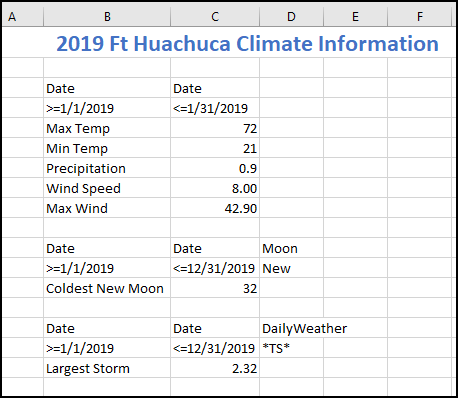 A B C D E F
2019 Ft Huachuca Climate Information
Date Date
>=1/1/2019 <=1/31/2019
Max Temp 72
Min Temp 21
Precipitation 0.9
Wind Speed 8.00
Max Wind 42.90
Date Date Moon
>=1/1/2019 <=12/31/2019 New
Coldest New Moon 32
Date Date DailyWeather
>=1/1/2019 <=12/31/2019 *TS*
Largest Storm 2.32